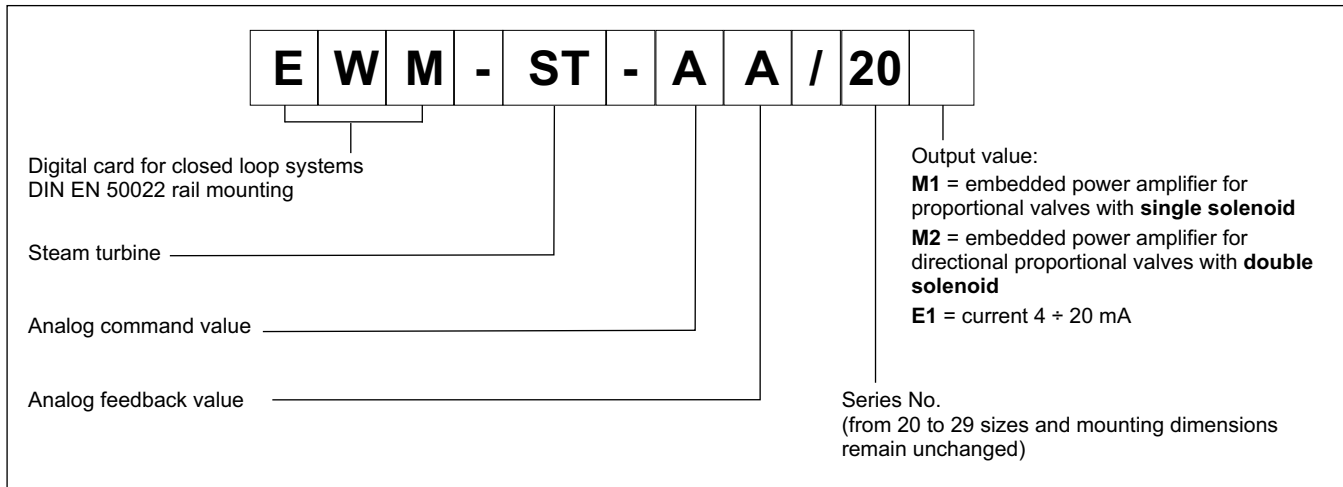 E W M - ST - A A / 20
Digital card for closed loop systems
DIN EN 50022 rail mounting
Steam turbine
Analog command value
Analog feedback value
Output value:
M1 = embedded power amplifier for
proportional valves with single solenoid
M2 = embedded power amplifier for
directional proportional valves with double
solenoid
E1 = current 4 ÷ 20 mA
Series No.
(from 20 to 29 sizes and mounting dimensions
remain unchanged)